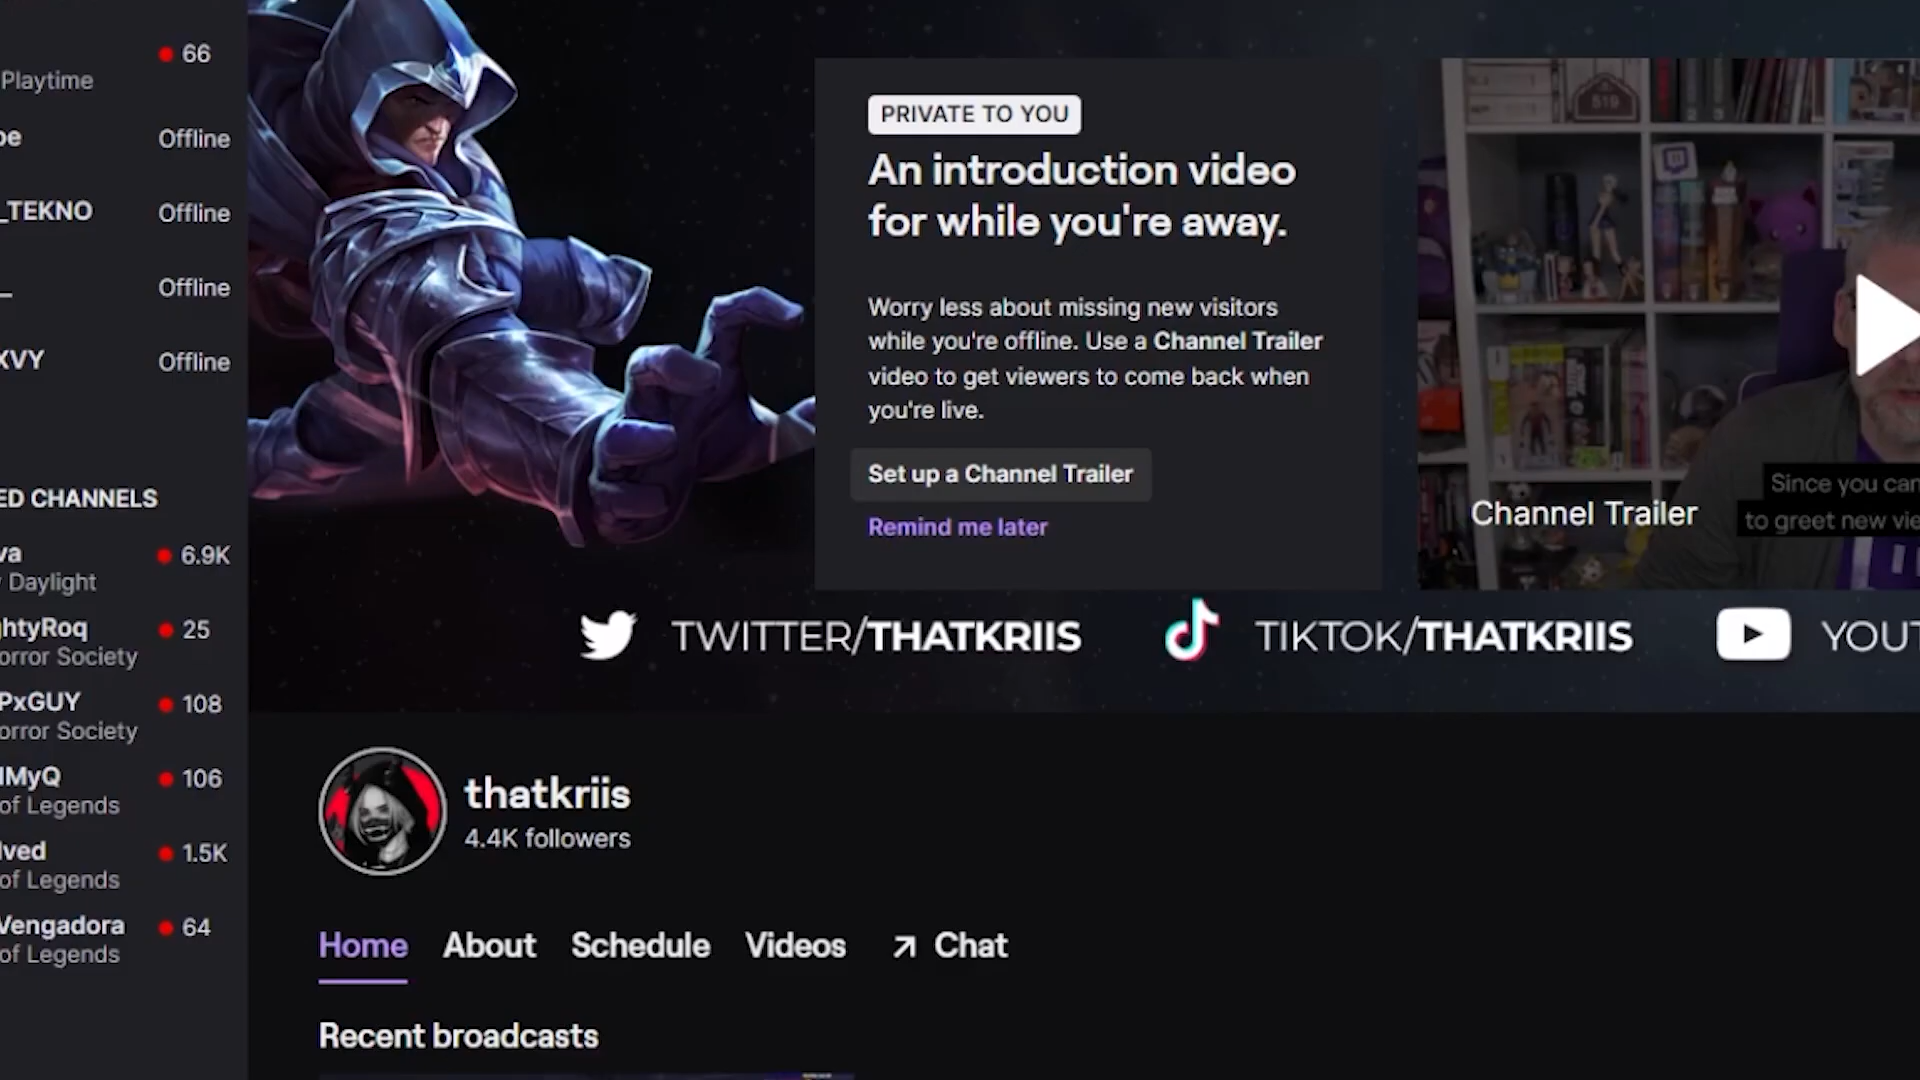 66
Playtime
Offline
_TEKNO
Offline
Offline
XVY
Offline
ED CHANNELS
va
6.9K
Daylight
htyRoq
25
orror Society
PxGUY
108
orror Society
MyQ
106
of Legends
lved
1.5K
of Legends
Vengadora
64
of Legends
PRIVATE TO YOU
An introduction video
for while you're away.
Worry less about missing new visitors
while you're offline. Use a Channel Trailer
video to get viewers to come back when
you're live.
Set up a Channel Trailer
Remind me later
519
Channel Trailer
Since you can
to greet new vie
TWITTER/THATKRIIS
TIKTOK/THATKRIIS
YOUT
thatkriis
4.4K followers
Home
About
Schedule
Videos
Chat
Recent broadcasts